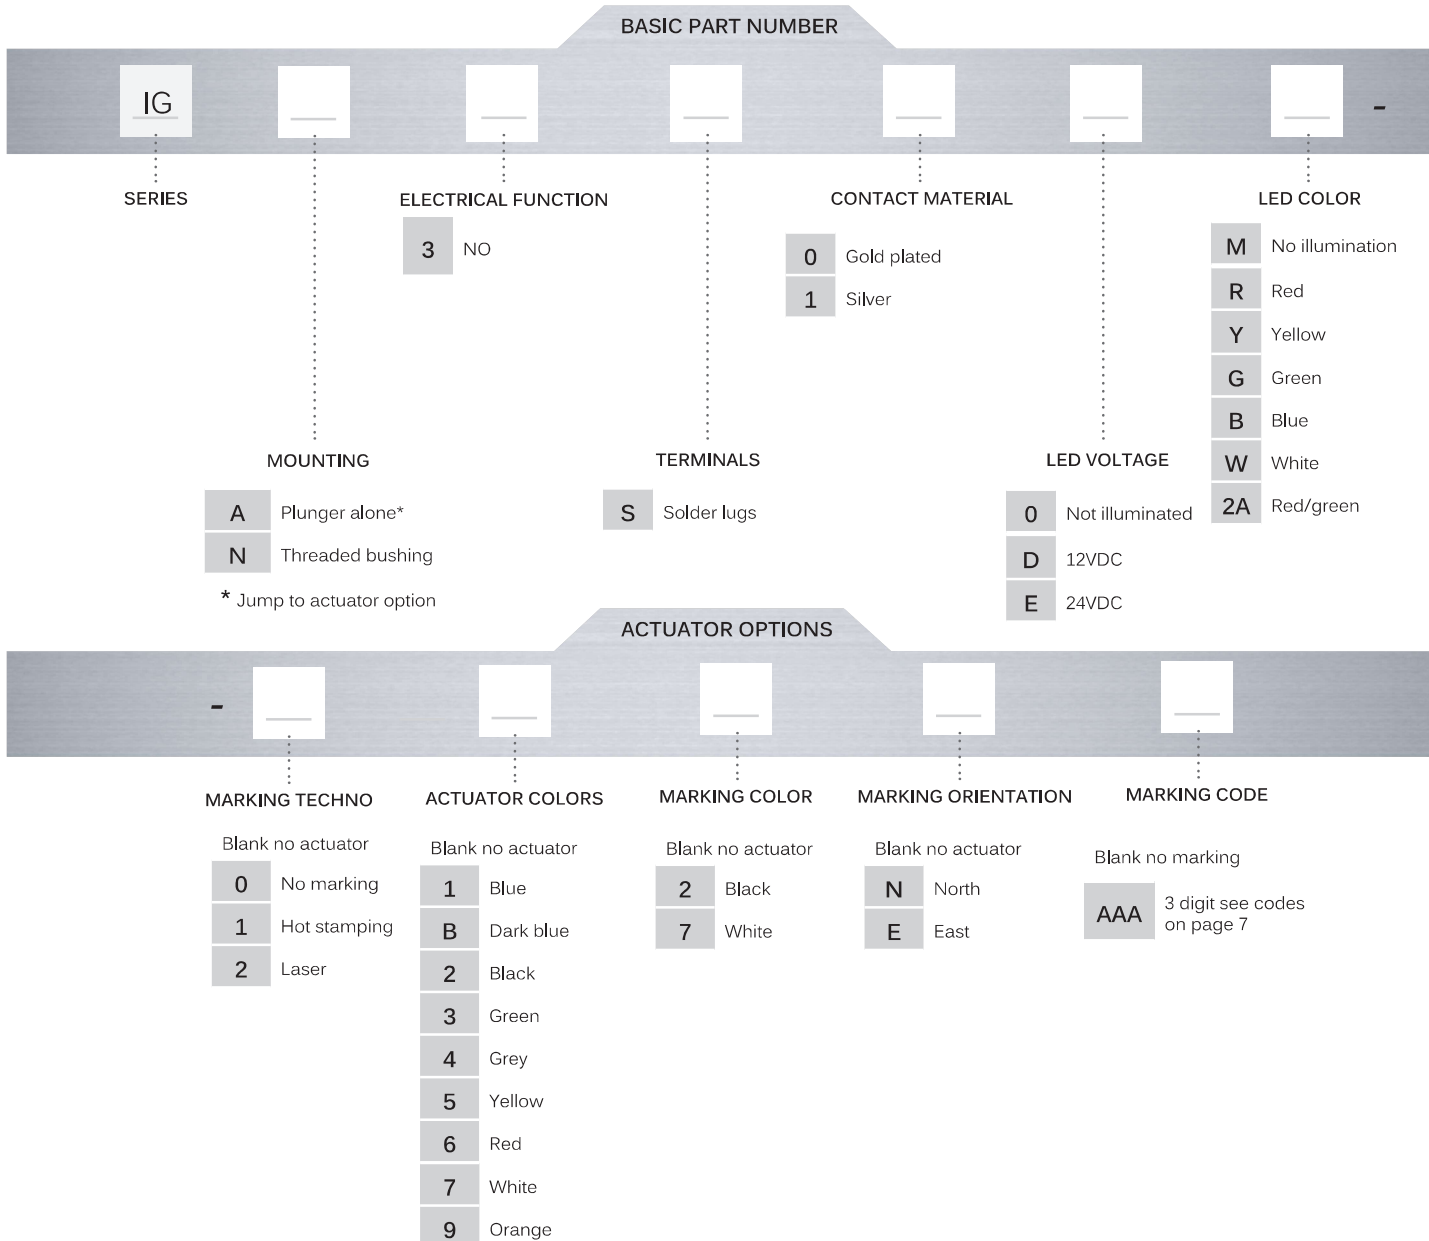 BASIC PART NUMBER
IG
-
SERIES
ELECTRICAL FUNCTION
3 NO
CONTACT MATERIAL
0 Gold plated
1 Silver
LED COLOR
M No illumination
R Red
Y Yellow
G Green
B Blue
W White
2A Red/green
MOUNTING
A Plunger alone*
N Threaded bushing
* Jump to actuator option
TERMINALS
S Solder lugs
LED VOLTAGE
0 Not illuminated
D 12VDC
E 24VDC
ACTUATOR OPTIONS
-
MARKING TECHNO
Blank no actuator
0 No marking
1 Hot stamping
2 Laser
ACTUATOR COLORS
Blank no actuator
1 Blue
B Dark blue
2 Black
3 Green
4 Grey
5 Yellow
6 Red
7 White
9 Orange
MARKING COLOR
Blank no actuator
2 Black
7 White
MARKING ORIENTATION
Blank no actuator
N North
E East
MARKING CODE
Blank no marking
AAA 3 digit see codes
on page 7